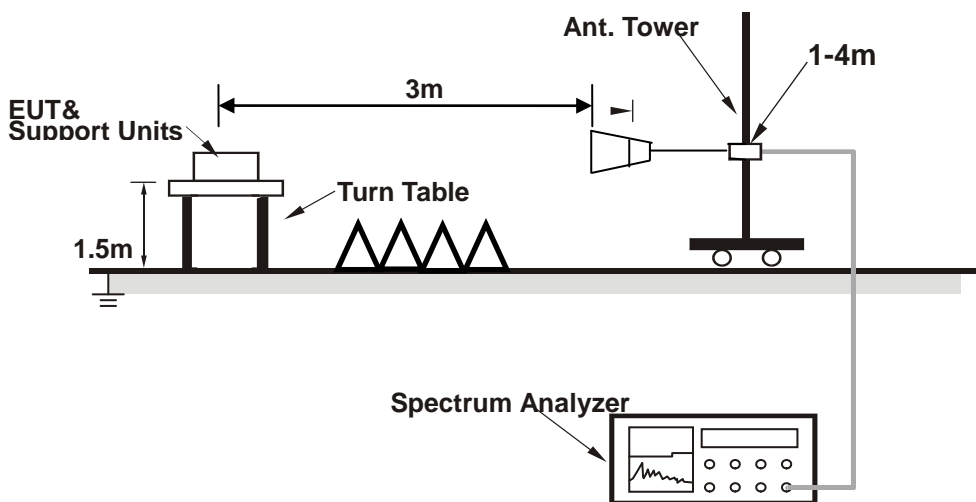 Ant. Tower
1-4m
3m
EUT&
Support Units
Turn Table
1.5m
Spectrum Analyzer